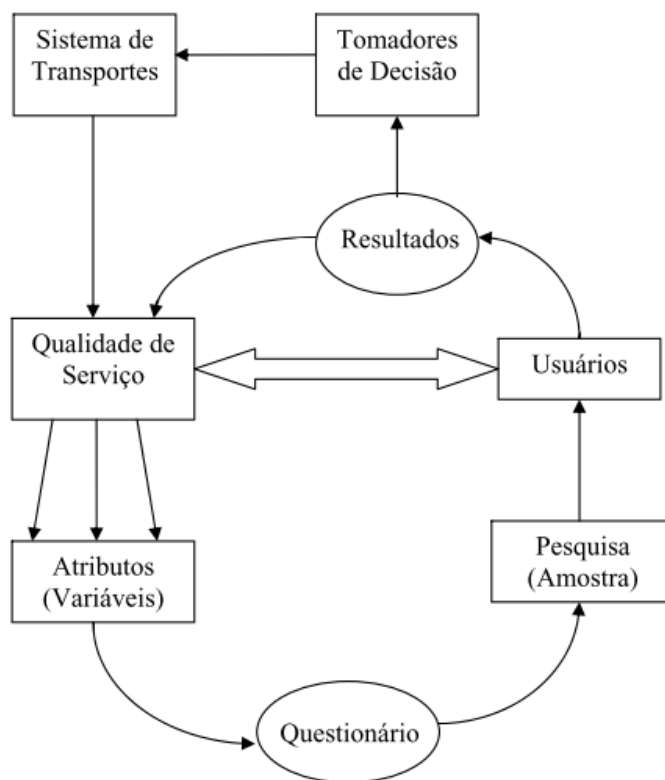 Sistema de
Transportes
Tomadores
de Decisão
Resultados
Qualidade de
Serviço
Usuários
Atributos
(Variáveis)
Pesquisa
(Amostra)
Questionário